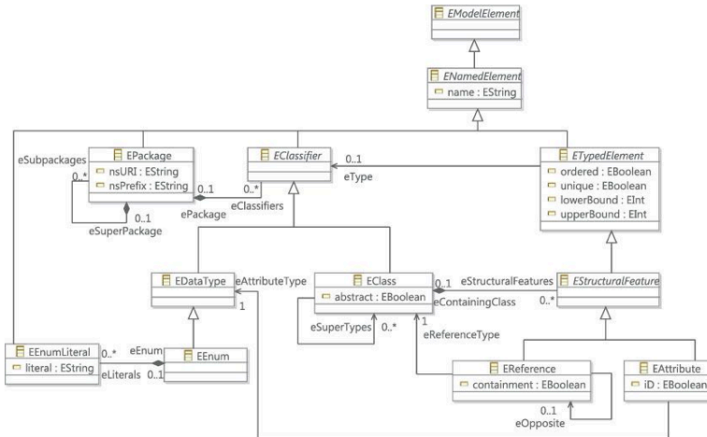 EModelElement
ENamedElement
name : EString
EPackage
nsURI : EString
nsPrefix : EString
eSubpackages
0..*
0..1
eSuperPackage
0..1
ePackage
0..*
eClassifiers
EClassifier
0..1
eType
ETypedElement
ordered : EBoolean
unique : EBoolean
lowerBound : EInt
upperBound : EInt
EDataType
eAttributeType
1
EClass
abstract : EBoolean
0..1
eStructuralFeatures
eContainingClass
0..*
EStructuralFeature
eSuperTypes
0..*
1
eReferenceType
EEnumLiteral
literal : EString
0..*
eLiterals
eEnum
0..1
EEnum
EReference
containment : EBoolean
0..1
eOpposite
EAttribute
iD : EBoolean